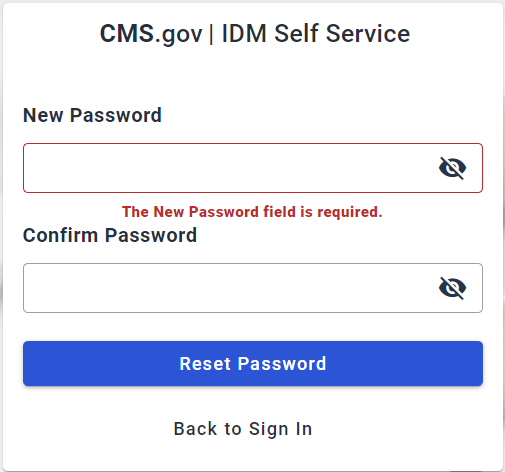 CMS.gov | IDM Self Service
New Password
The New Password field is required.
Confirm Password
Reset Password
Back to Sign In